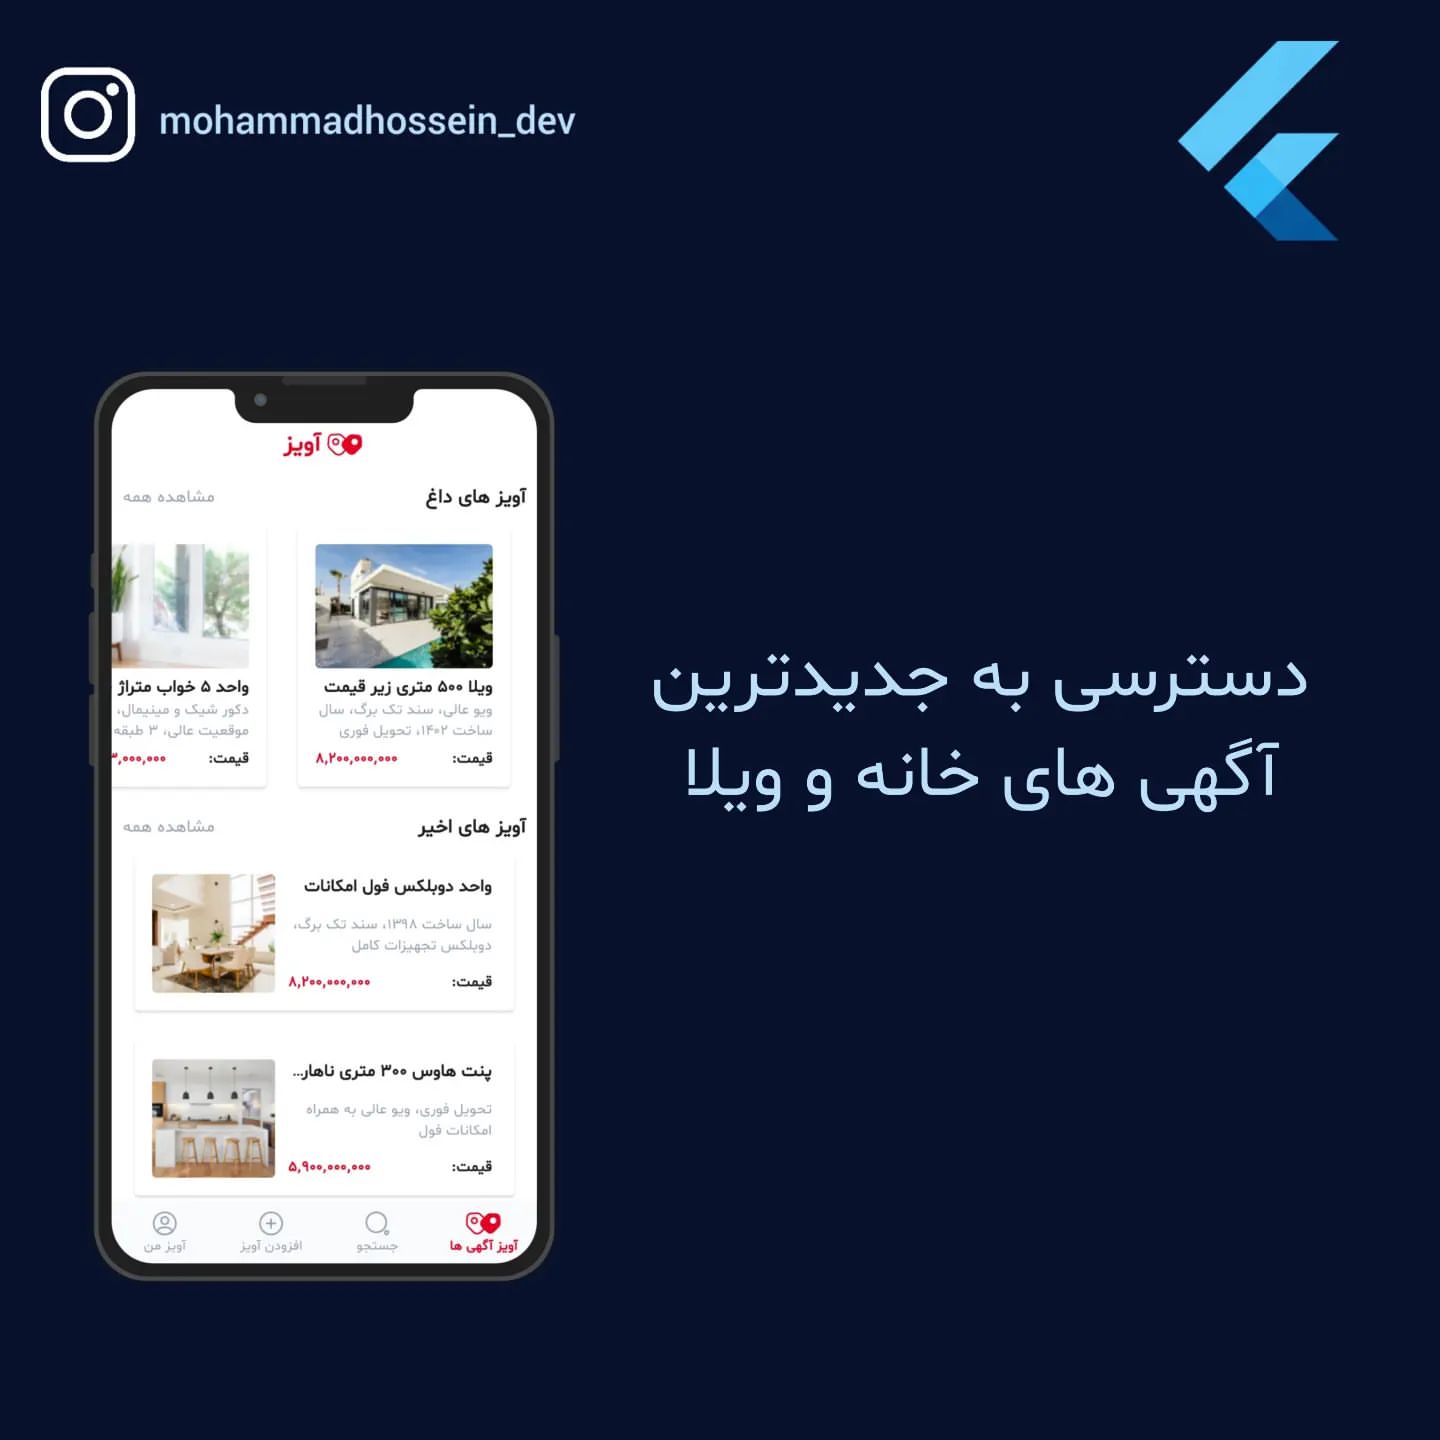 mohammadhossein_dev
آویز
آویز های داغ
مشاهده همه
ویلا ۵۰۰ متری زیر قیمت
ویو عالی، سند تک برگ، سال
ساخت ۱۴۰۲، تحویل فوری
قیمت:
۸,۲۰۰,۰۰۰,۰۰۰
واحد ۵ خواب متراژ
دکور شیک و مینیمال،
موقعیت عالی، ۳ طبقه
قیمت:
۳,۰۰۰,۰۰۰
آویز های اخیر
مشاهده همه
واحد دوبلکس فول امکانات
سال ساخت ۱۳۹۸، سند تک برگ،
دوبلکس تجهیزات کامل
قیمت:
۸,۲۰۰,۰۰۰,۰۰۰
پنت هاوس ۳۰۰ متری ناهار...
تحویل فوری، ویو عالی به همراه
امکانات فول
قیمت:
۵,۹۰۰,۰۰۰,۰۰۰
آویز آگهی ها
جستجو
افزودن آویز
آویز من
دسترسی به جدیدترین
آگهی های خانه و ویلا